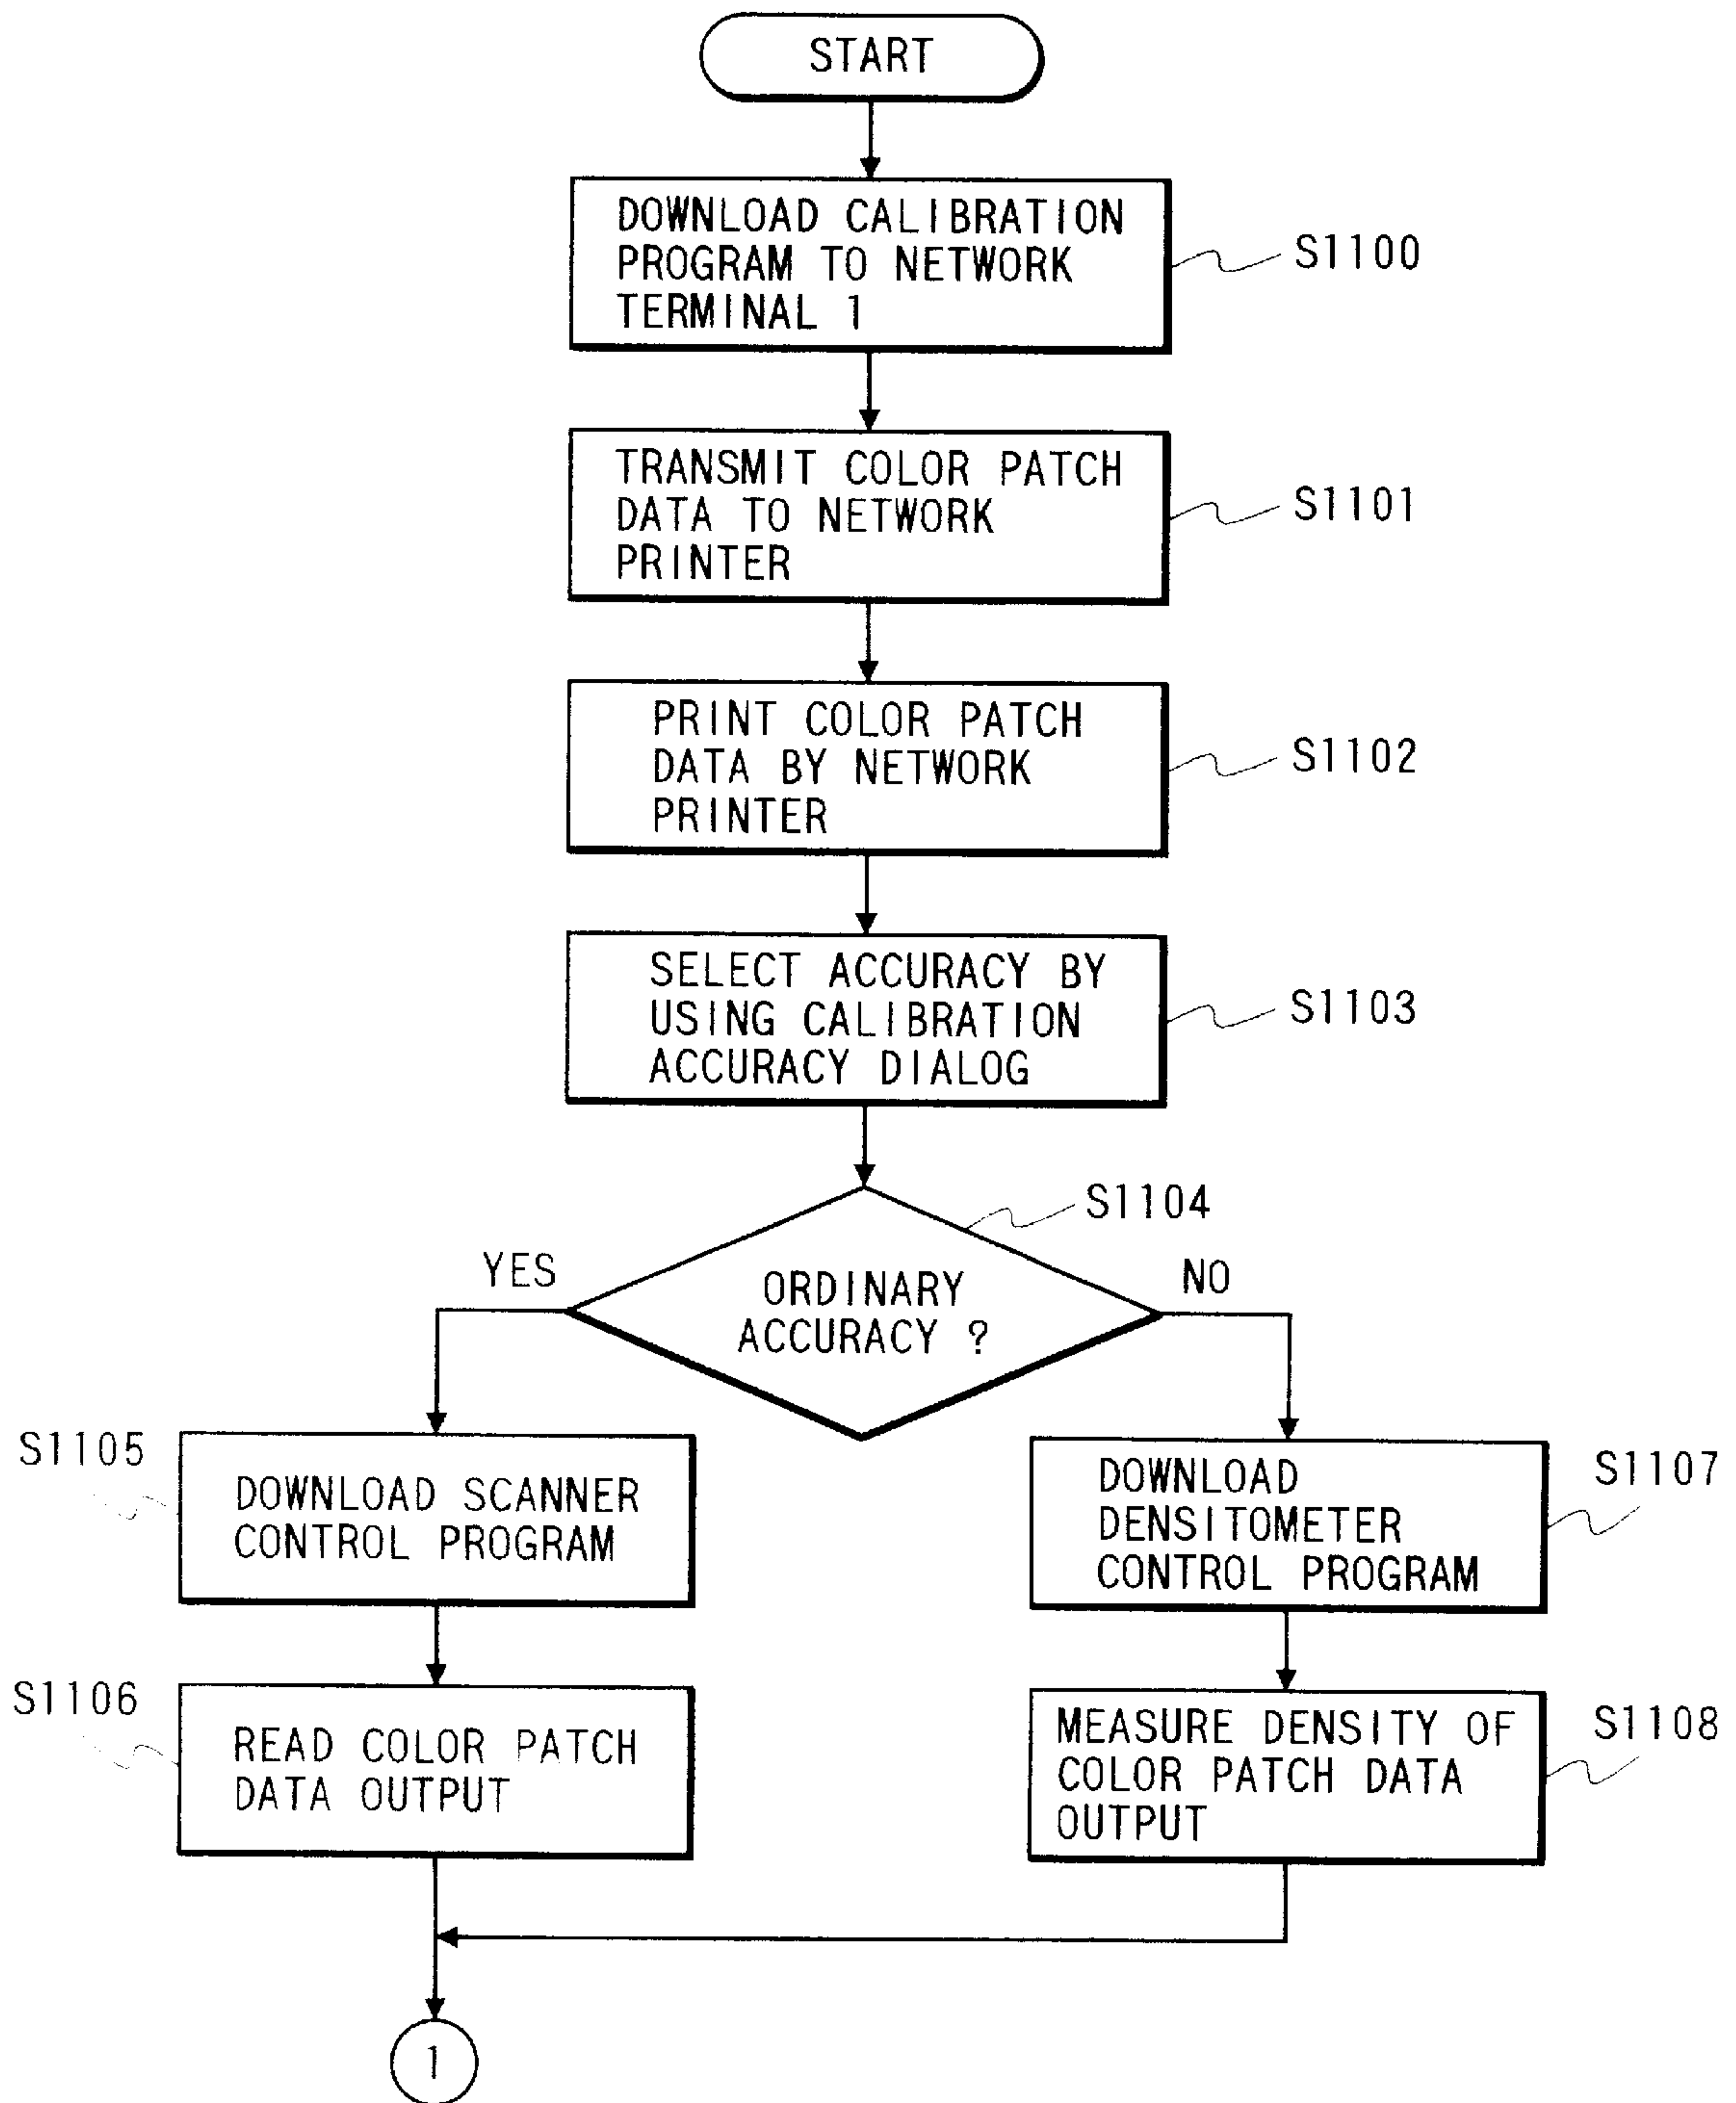 START
DOWNLOAD CALIBRATION
PROGRAM TO NETWORK
TERMINAL 1
S1100
TRANSMIT COLOR PATCH
DATA TO NETWORK
PRINTER
S1101
PRINT COLOR PATCH
DATA BY NETWORK
PRINTER
S1102
SELECT ACCURACY BY
USING CALIBRATION
ACCURACY DIALOG
S1103
S1104
YES
ORDINARY
ACCURACY ?
NO
S1105
DOWNLOAD SCANNER
CONTROL PROGRAM
DOWNLOAD
DENSITOMETER
CONTROL PROGRAM
S1107
S1106
READ COLOR PATCH
DATA OUTPUT
MEASURE DENSITY OF
COLOR PATCH DATA
OUTPUT
S1108
1